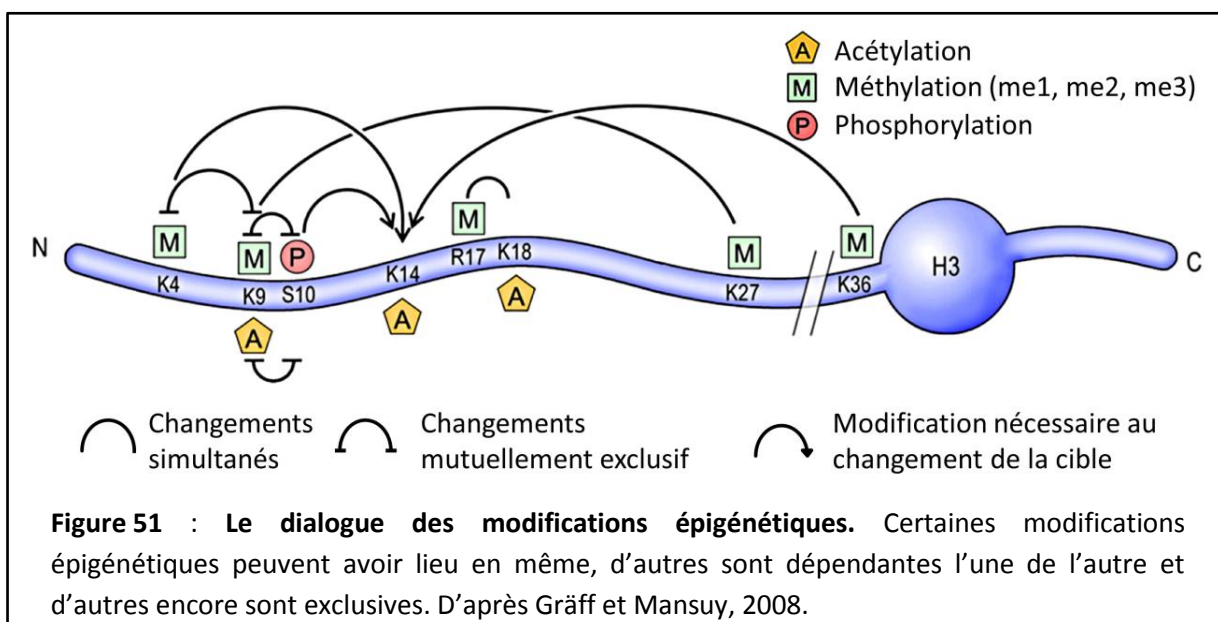 A Acétylation
M Méthylation (me1, me2, me3)
P Phosphorylation
N
M
M
P
M
M
M
K4
K9
S10
K14
R17
K18
K27
K36
H3
C
A
A
A
Changements
simultanés
Changements
mutuellement exclusif
Modification nécessaire au
changement de la cible
Figure 51 : Le dialogue des modifications épigénétiques. Certaines modifications
épigénétiques peuvent avoir lieu en même, d’autres sont dépendantes l’une de l’autre et
d’autres encore sont exclusives. D’après Gräff et Mansuy, 2008.